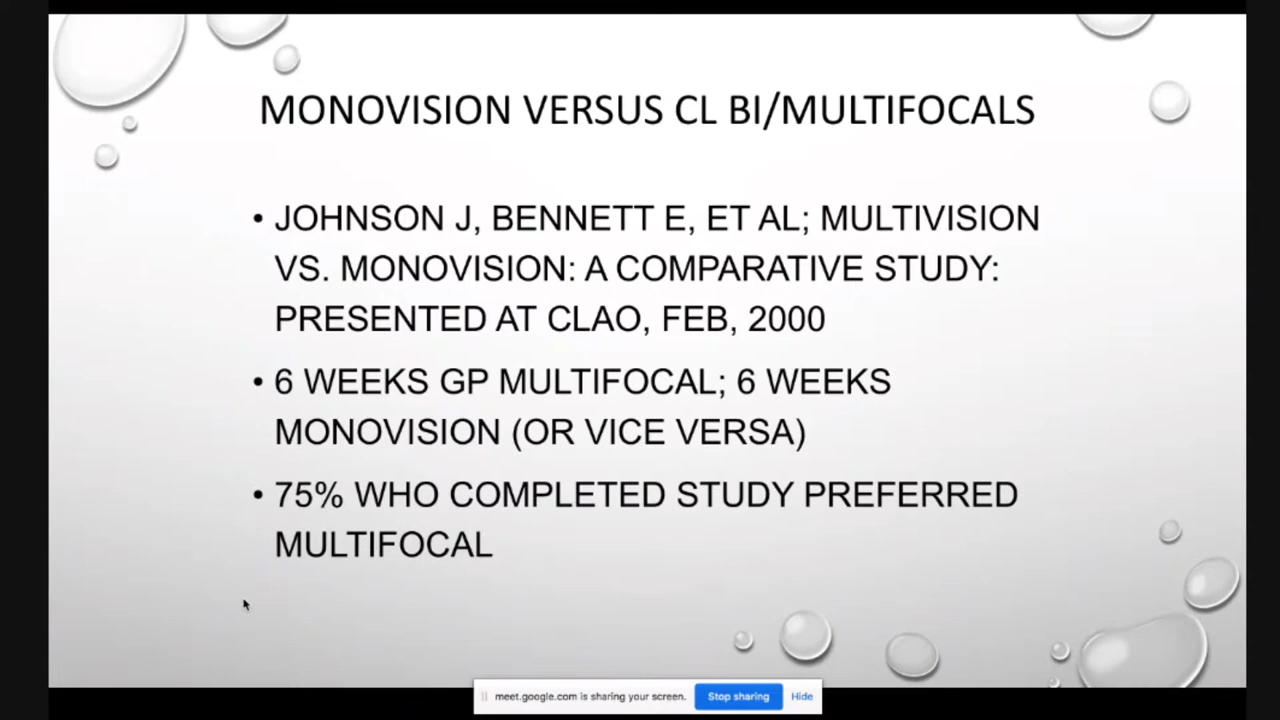 MONOVISION VERSUS CL BI/MULTIFOCALS
• JOHNSON J, BENNETT E, ET AL; MULTIVISION
VS. MONOVISION: A COMPARATIVE STUDY:
PRESENTED AT CLAO, FEB, 2000
• 6 WEEKS GP MULTIFOCAL; 6 WEEKS
MONOVISION (OR VICE VERSA)
• 75% WHO COMPLETED STUDY PREFERRED
MULTIFOCAL
meet.google.com is sharing your screen. Stop sharing Hide